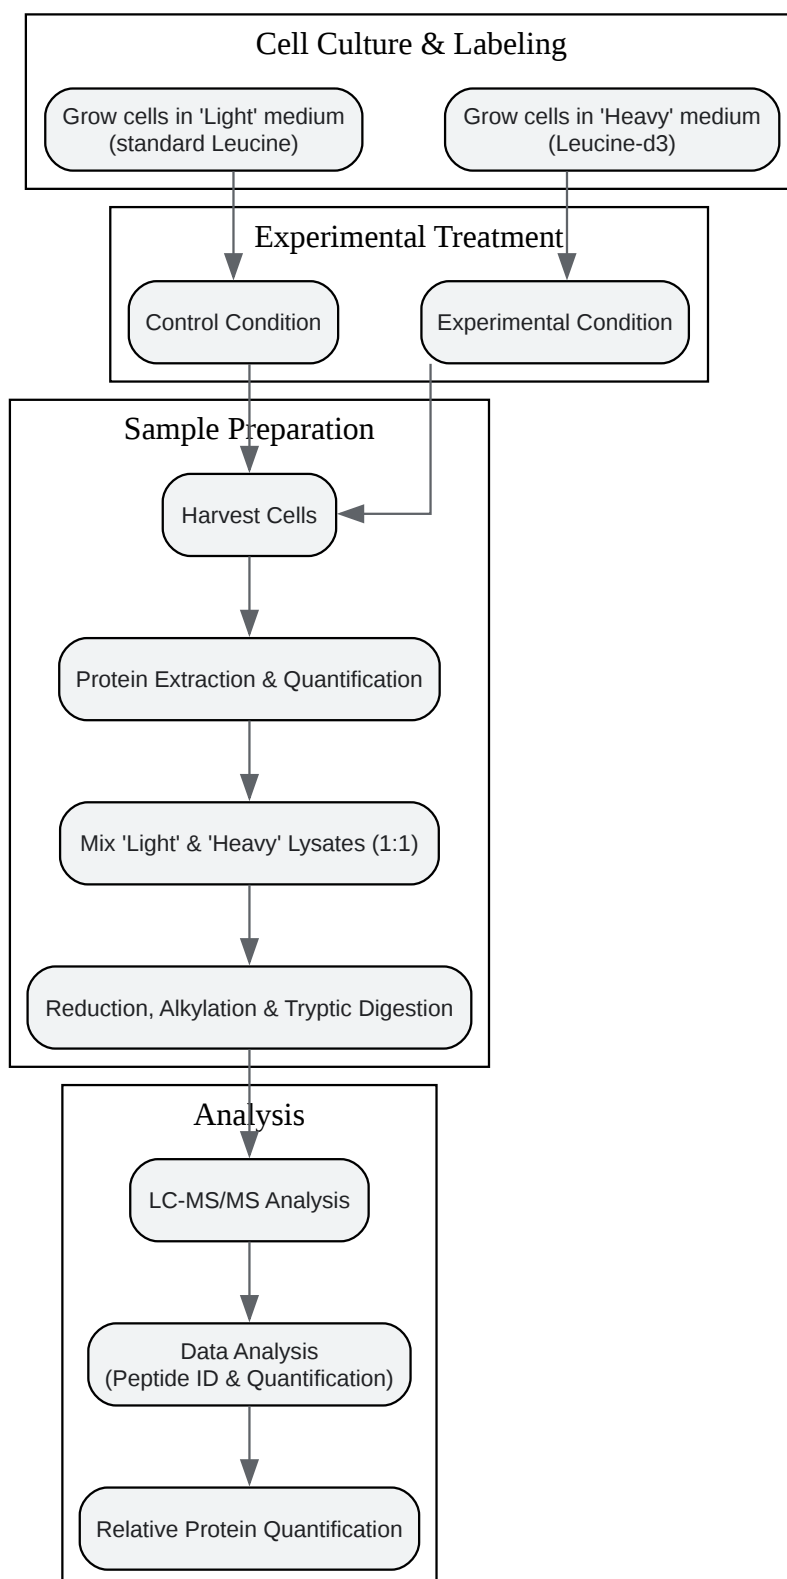 Cell Culture & Labeling
Grow cells in 'Light' medium
(standard Leucine)
Grow cells in 'Heavy' medium
(Leucine-d3)
Experimental Treatment
Control Condition
Experimental Condition
Sample Preparation
Harvest Cells
Protein Extraction & Quantification
Mix 'Light' & 'Heavy' Lysates (1:1)
Reduction, Alkylation & Tryptic Digestion
Analysis
LC-MS/MS Analysis
Data Analysis
(Peptide ID & Quantification)
Relative Protein Quantification